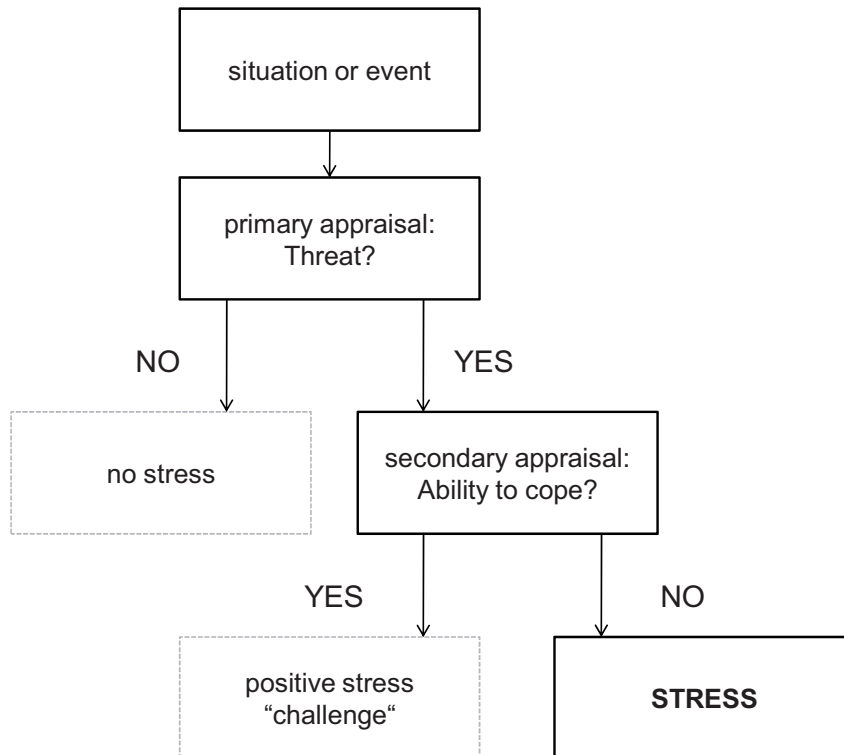 situation or event
primary appraisal:
Threat?
NO
YES
no stress
secondary appraisal:
Ability to cope?
YES
NO
positive stress
“challenge“
STRESS